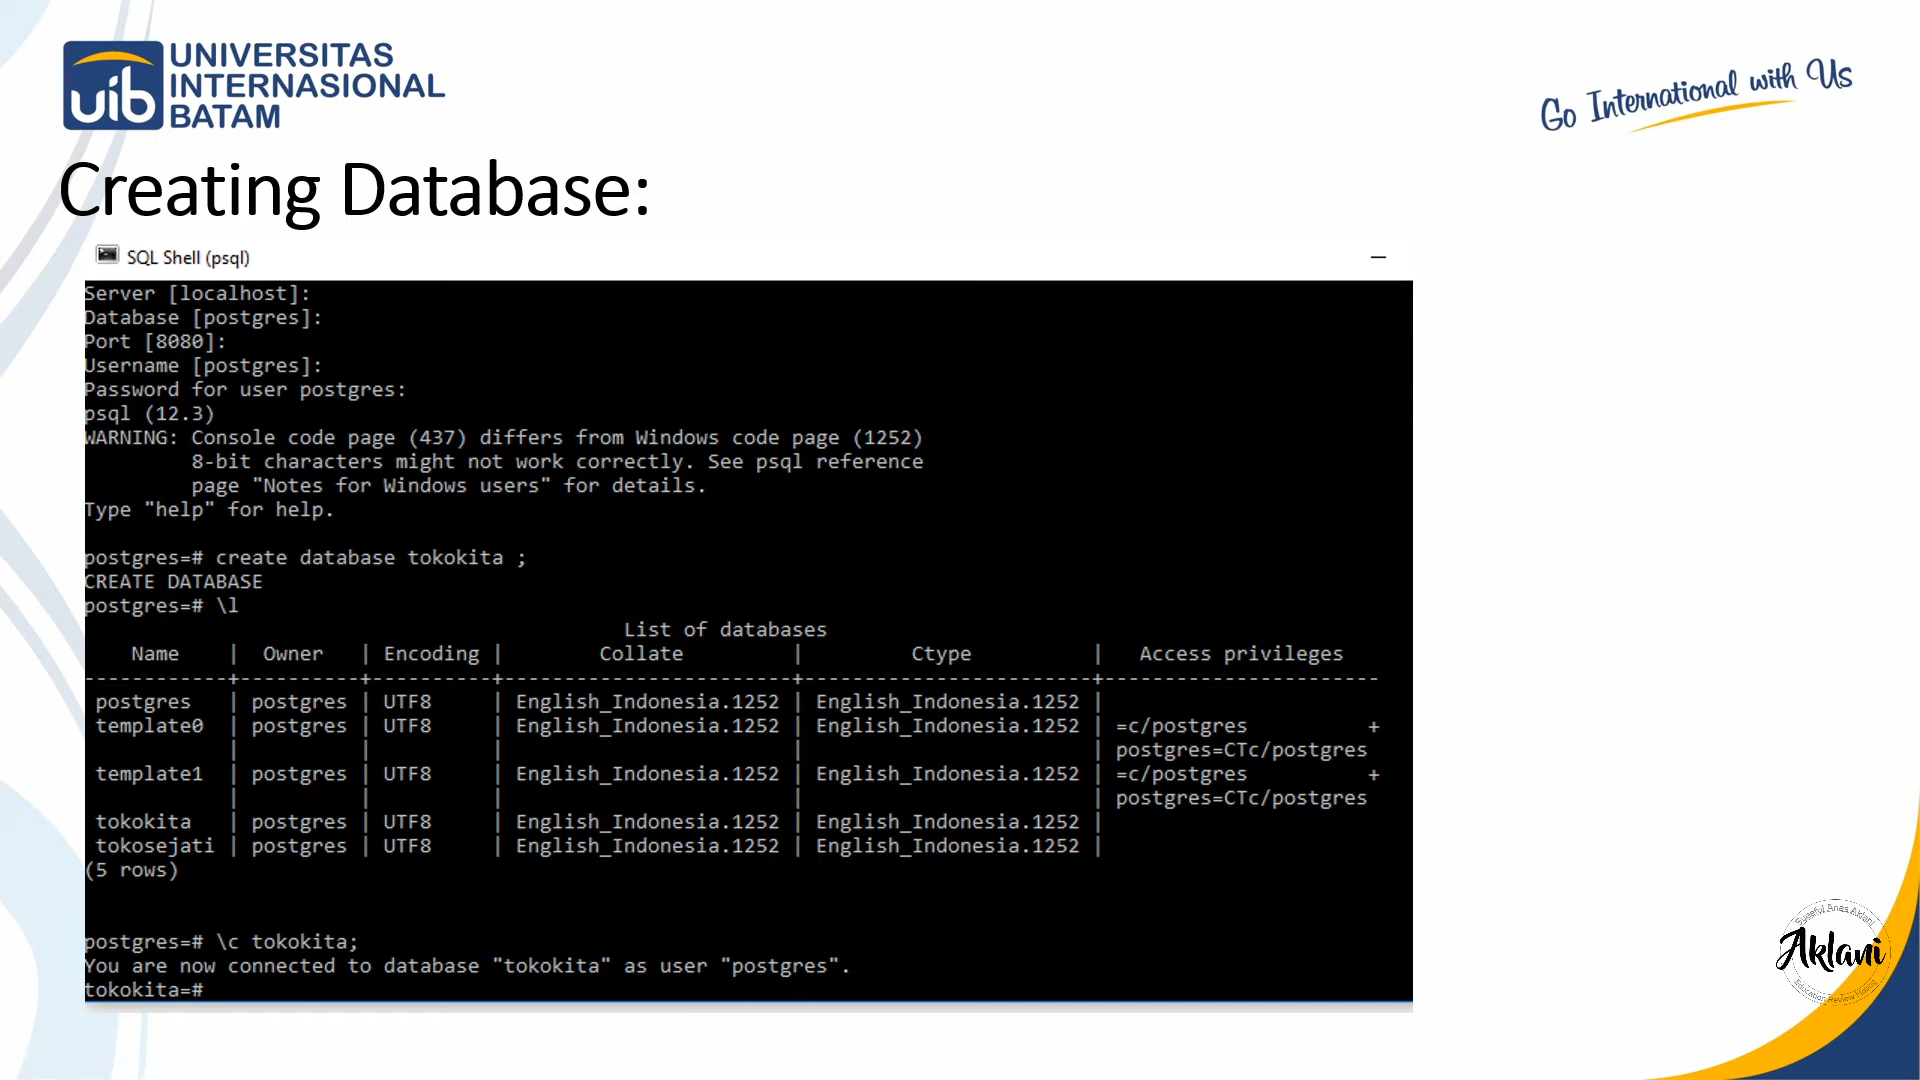 UNIVERSITAS
INTERNASIONAL
BATAM
uib
Go International with Us
Creating Database:
SQL Shell (psql)
Server [localhost]:
Database [postgres]:
Port [8080]:
Username [postgres]:
Password for user postgres:
psql (12.3)
WARNING: Console code page (437) differs from Windows code page (1252)
         8-bit characters might not work correctly. See psql reference
         page "Notes for Windows users" for details.
Type "help" for help.
postgres=# create database tokokita ;
CREATE DATABASE
postgres=# \l
                                             List of databases
    Name    |  Owner   | Encoding |        Collate         |         Ctype          |   Access privileges
------------+----------+----------+------------------------+------------------------+-----------------------
 postgres   | postgres | UTF8     | English_Indonesia.1252 | English_Indonesia.1252 |
 template0  | postgres | UTF8     | English_Indonesia.1252 | English_Indonesia.1252 | =c/postgres          +
            |          |          |                        |                        | postgres=CTc/postgres
 template1  | postgres | UTF8     | English_Indonesia.1252 | English_Indonesia.1252 | =c/postgres          +
            |          |          |                        |                        | postgres=CTc/postgres
 tokokita   | postgres | UTF8     | English_Indonesia.1252 | English_Indonesia.1252 |
 tokosejati | postgres | UTF8     | English_Indonesia.1252 | English_Indonesia.1252 |
(5 rows)
postgres=# \c tokokita;
You are now connected to database "tokokita" as user "postgres".
tokokita=#
Syaeful Anas Aklani
Aklani
Education Review